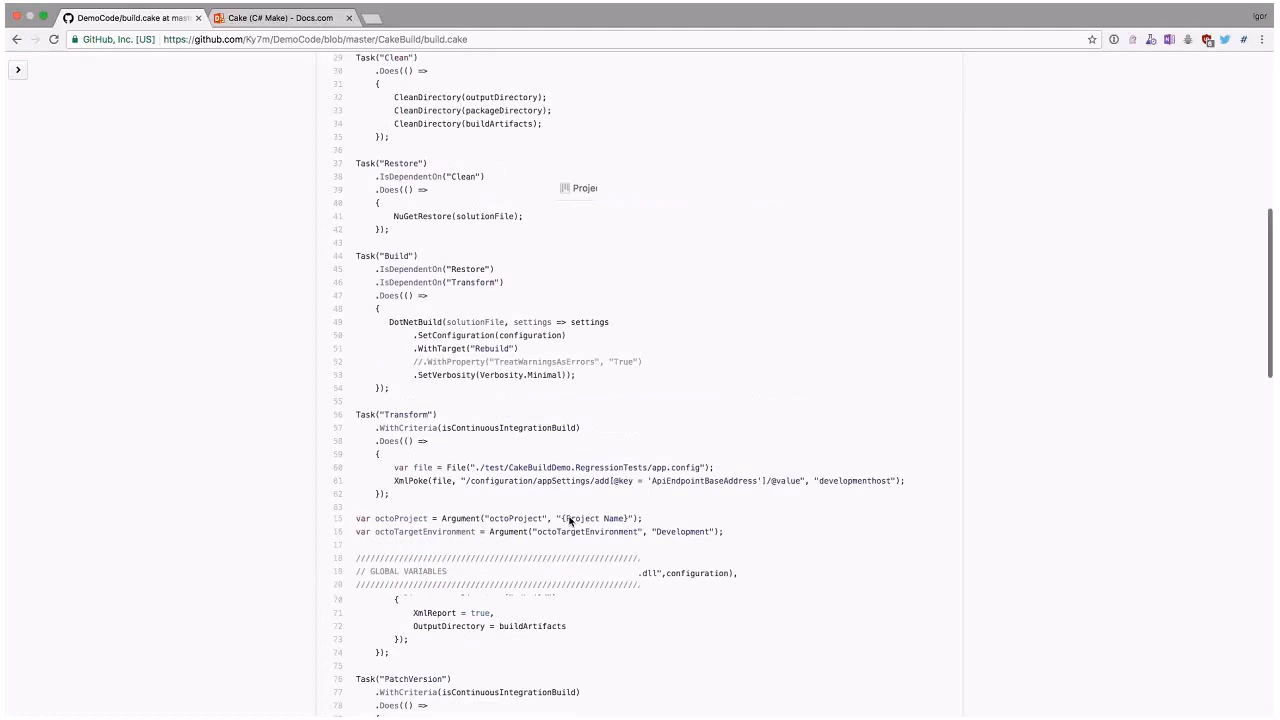 DemoCode/build.cake at mast
Cake (C# Make) - Docs.com
Igor
GitHub, Inc. [US] https://github.com/Ky7m/DemoCode/blob/master/CakeBuild/build.cake
29 Task("Clean")
30 .Does(() =>
31 {
32 CleanDirectory(outputDirectory);
33 CleanDirectory(packageDirectory);
34 CleanDirectory(buildArtifacts);
35 });
36
37 Task("Restore")
38 .IsDependentOn("Clean")
Projec
39 .Does(() =>
40 {
41 NuGetRestore(solutionFile);
42 });
43
44 Task("Build")
45 .IsDependentOn("Restore")
46 .IsDependentOn("Transform")
47 .Does(() =>
48 {
49 DotNetBuild(solutionFile, settings => settings
50 .SetConfiguration(configuration)
51 .WithTarget("Rebuild")
52 //.WithProperty("TreatWarningsAsErrors", "True")
53 .SetVerbosity(Verbosity.Minimal));
54 });
55
56 Task("Transform")
57 .WithCriteria(isContinuousIntegrationBuild)
58 .Does(() =>
59 {
60 var file = File("./test/CakeBuildDemo.RegressionTests/app.config");
61 XmlPoke(file, "/configuration/appSettings/add[@key = 'ApiEndpointBaseAddress']/@value", "developmenthost");
62 });
83
15 var octoProject = Argument("octoProject", "{Project Name}");
16 var octoTargetEnvironment = Argument("octoTargetEnvironment", "Development");
17
18 ////////////////////////////////////////////////////////////
19 // GLOBAL VARIABLES
.dll",configuration),
20 ////////////////////////////////////////////////////////////
70 {
71 XmlReport = true,
72 OutputDirectory = buildArtifacts
73 });
74 });
75
76 Task("PatchVersion")
77 .WithCriteria(isContinuousIntegrationBuild)
78 .Does(() =>